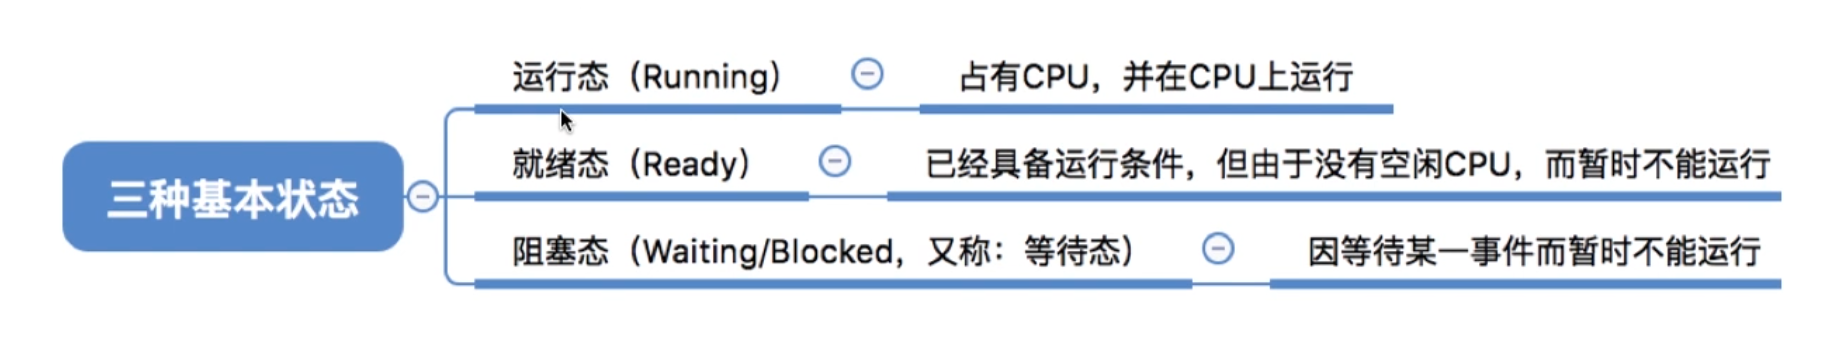 三种基本状态
运行态（Running）
占有CPU，并在CPU上运行
就绪态（Ready）
已经具备运行条件，但由于没有空闲CPU，而暂时不能运行
阻塞态（Waiting/Blocked，又称：等待态）
因等待某一事件而暂时不能运行